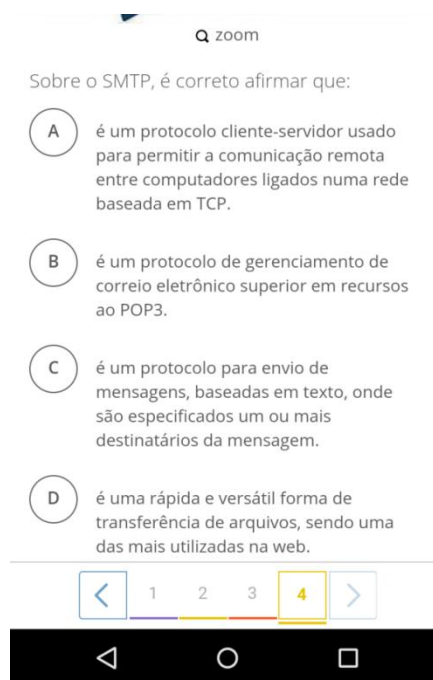 zoom
Sobre o SMTP, é correto afirmar que:
A
é um protocolo cliente-servidor usado
para permitir a comunicação remota
entre computadores ligados numa rede
baseada em TCP.
B
é um protocolo de gerenciamento de
correio eletrônico superior em recursos
ao POP3.
C
é um protocolo para envio de
mensagens, baseadas em texto, onde
são especificados um ou mais
destinatários da mensagem.
D
é uma rápida e versátil forma de
transferência de arquivos, sendo uma
das mais utilizadas na web.
1 2 3 4